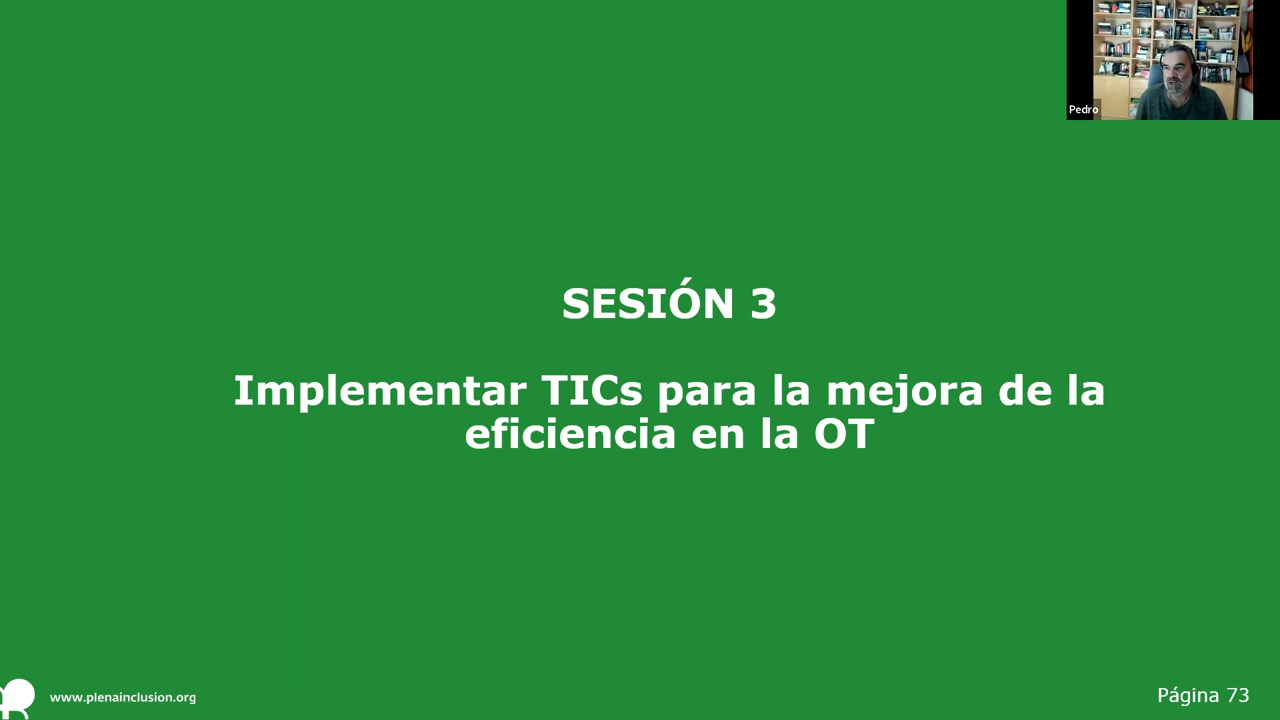 Pedro
SESIÓN 3
Implementar TICs para la mejora de la
eficiencia en la OT
www.plenainclusion.org
Página 73